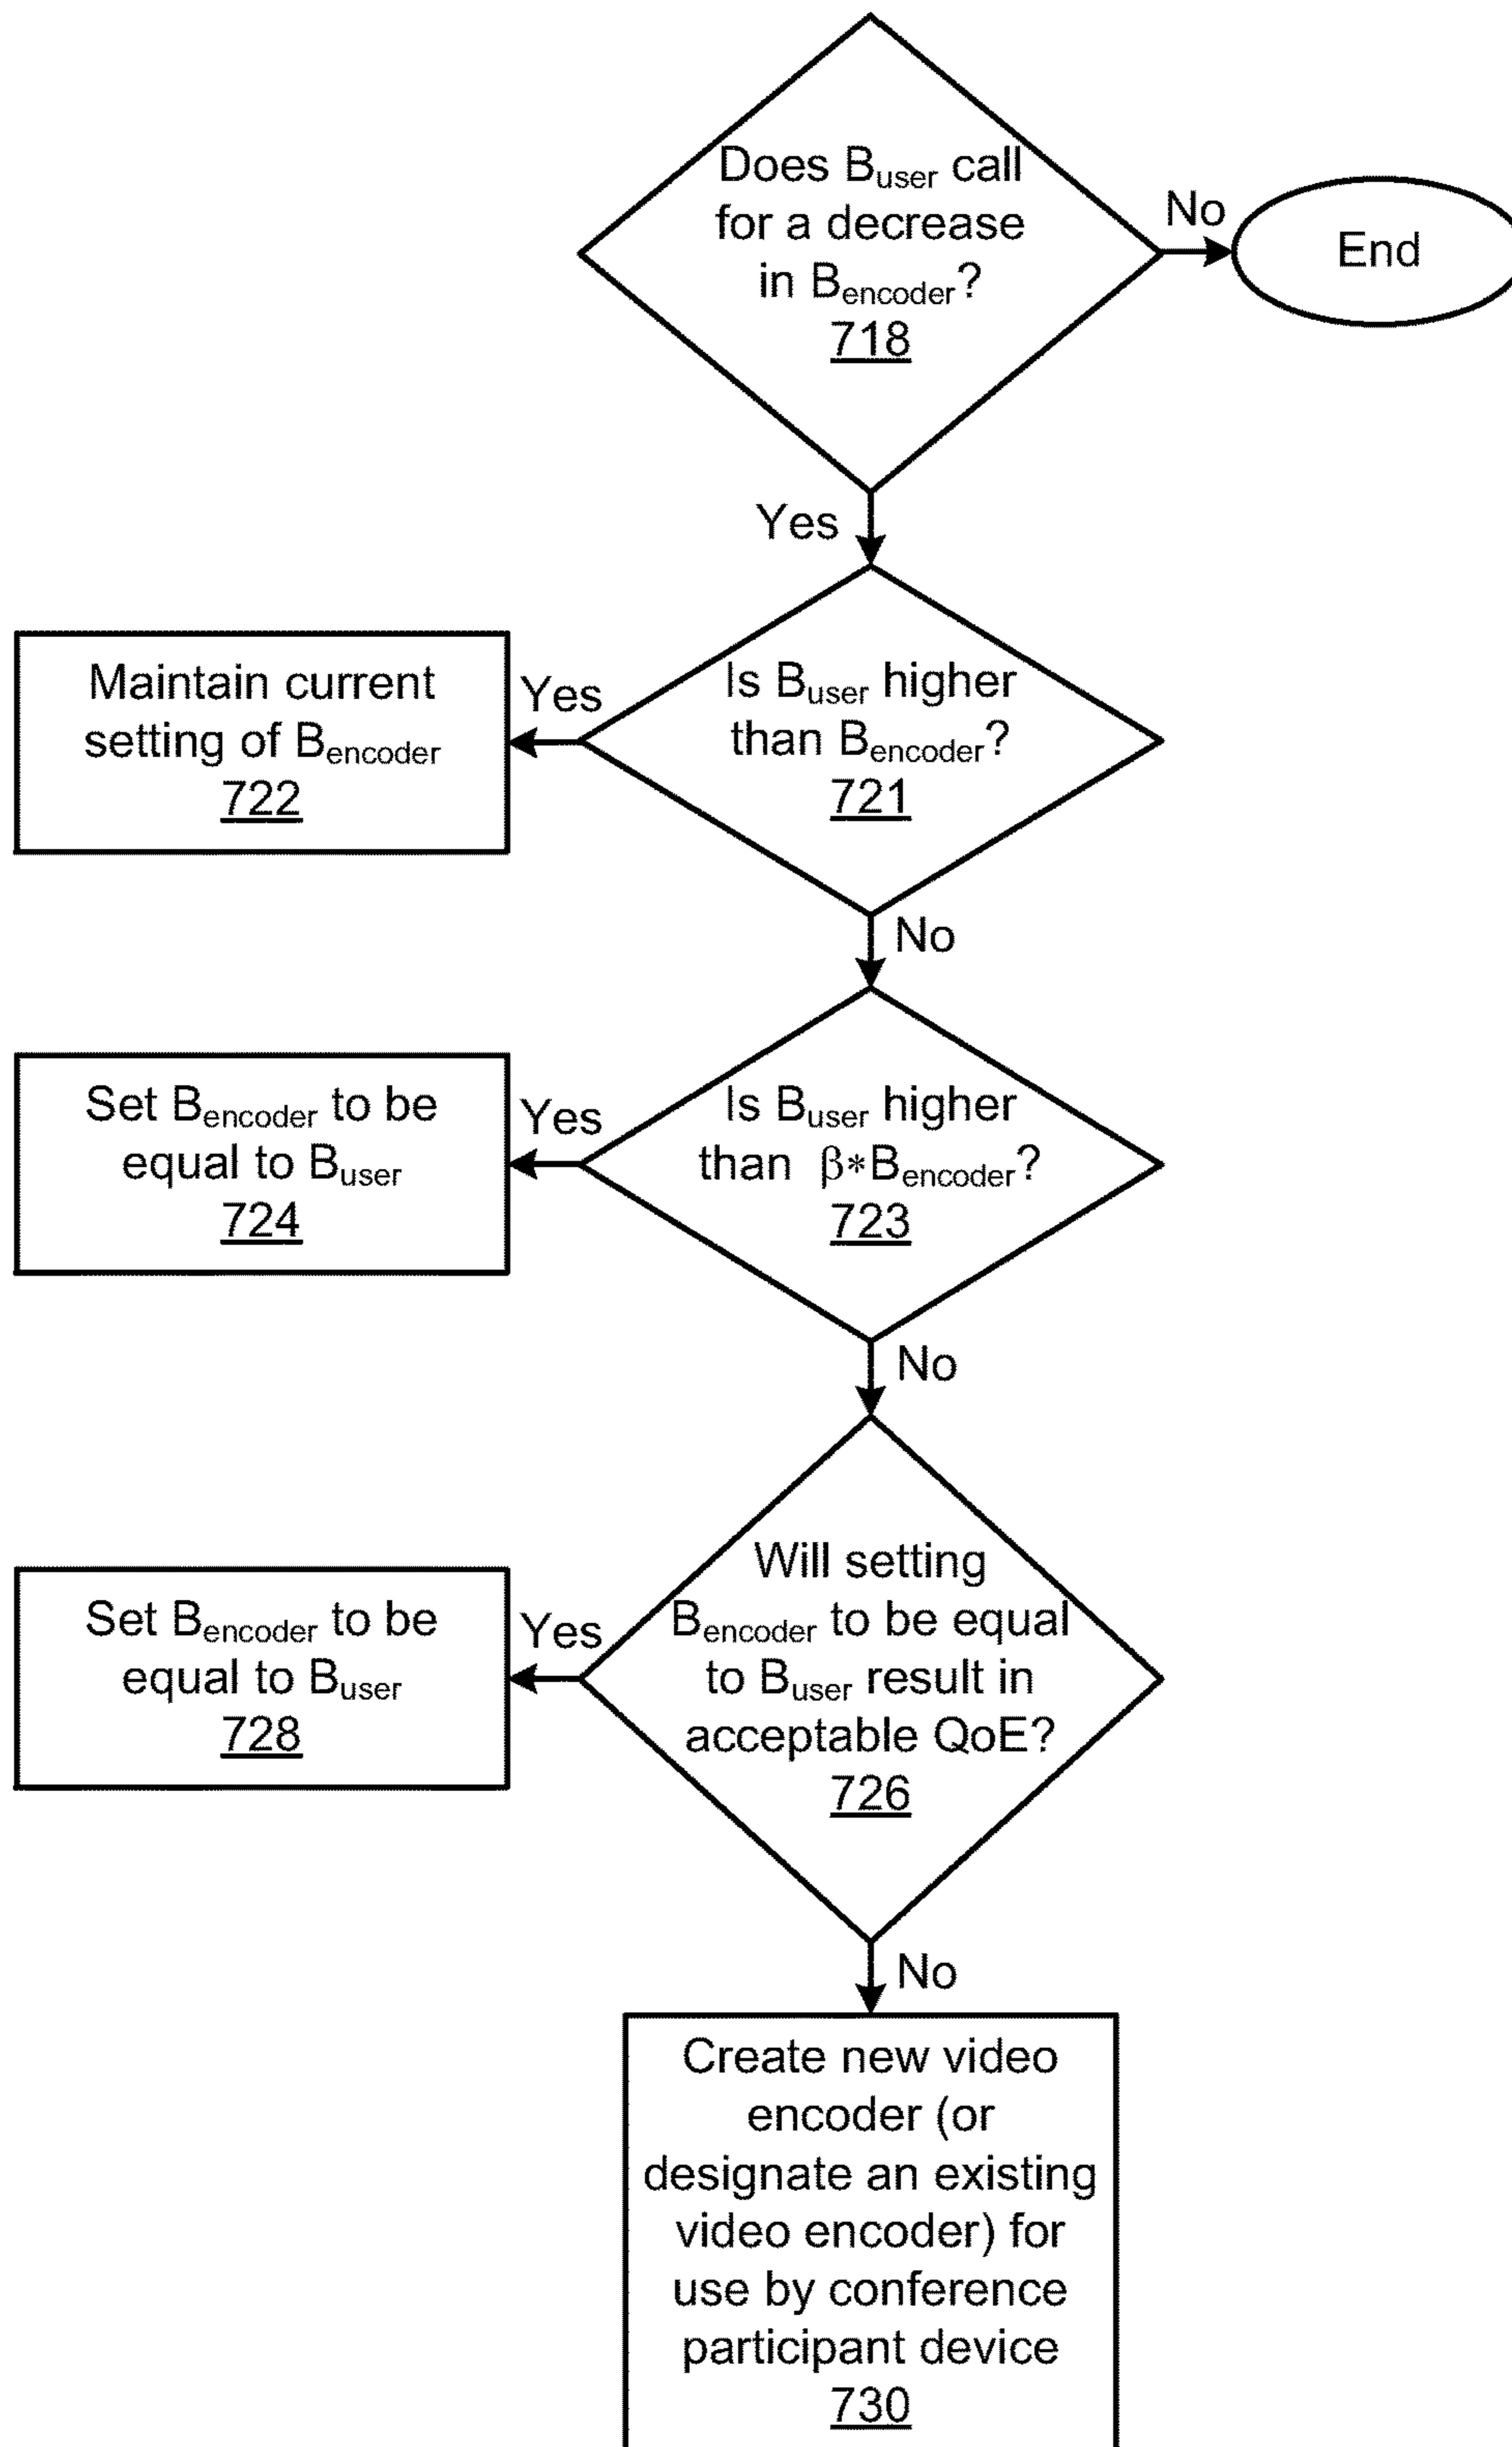 Does Buser call
for a decrease
in Bencoder?
718
No
End
Yes
Is Buser higher
than Bencoder?
721
Yes
Maintain current
setting of Bencoder
722
No
Is Buser higher
than β*Bencoder?
723
Yes
Set Bencoder to be
equal to Buser
724
No
Will setting
Bencoder to be equal
to Buser result in
acceptable QoE?
726
Yes
Set Bencoder to be
equal to Buser
728
No
Create new video
encoder (or
designate an existing
video encoder) for
use by conference
participant device
730